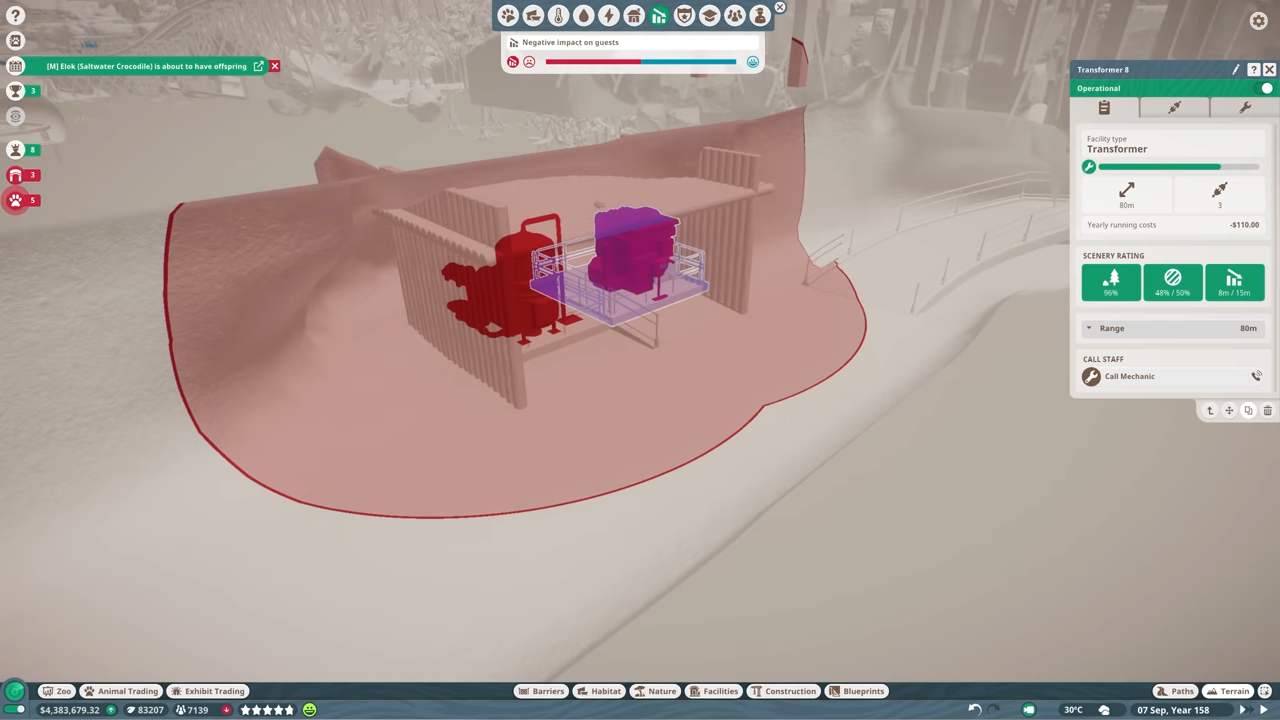 Negative impact on guests
[M] Elok (Saltwater Crocodile) is about to have offspring
3
8
3
5
Transformer 8
?
Operational
Facility type
Transformer
80m
3
Yearly running costs
-$110.00
SCENERY RATING
96%
48% / 50%
8m / 15m
Range
80m
CALL STAFF
Call Mechanic
Zoo
Animal Trading
Exhibit Trading
Barriers
Habitat
Nature
Facilities
Construction
Blueprints
Paths
Terrain
$4,383,679.32
83207
7139
30°C
07 Sep, Year 158